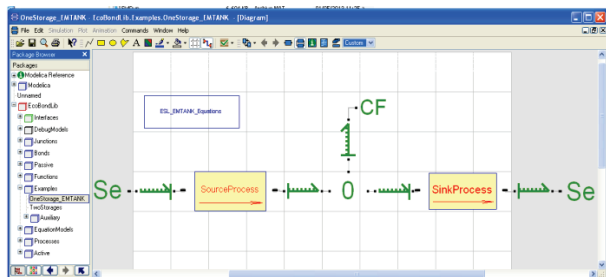 OneStorage_EMTANK - EcoBondLib.Examples.OneStorage_EMTANK - [Diagram]
File Edit Simulation Plot Animation Commands Window Help
Custom
Package Browser
Packages
Modelica Reference
Modelica
Unnamed
EcoBondLib
Interfaces
DebugModels
Junctions
Bonds
Passive
Functions
Examples
OneStorage_EMTANK
TwoStorages
Auxiliary
EquationModels
Processes
Active
ESL_EMTANK_Equations
CF
1
Se
SourceProcess
0
SinkProcess
Se